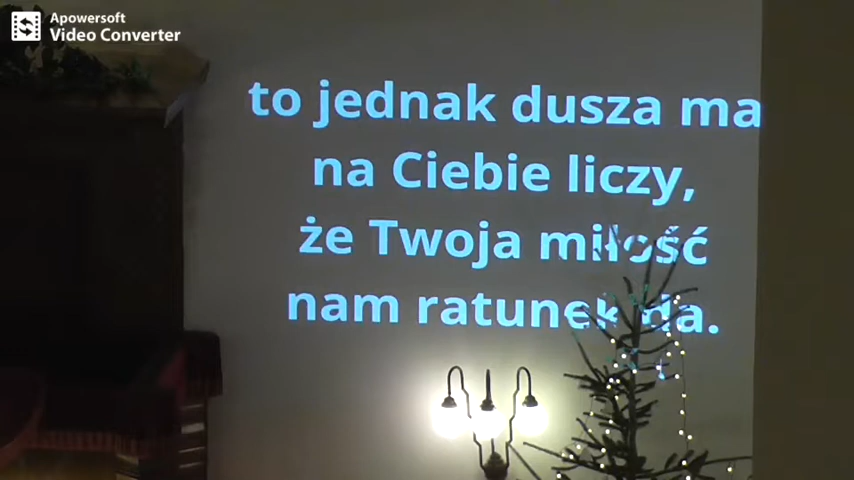 Apowersoft
Video Converter
to jednak dusza ma
na Ciebie liczy,
że Twoja miłość
nam ratunek da.